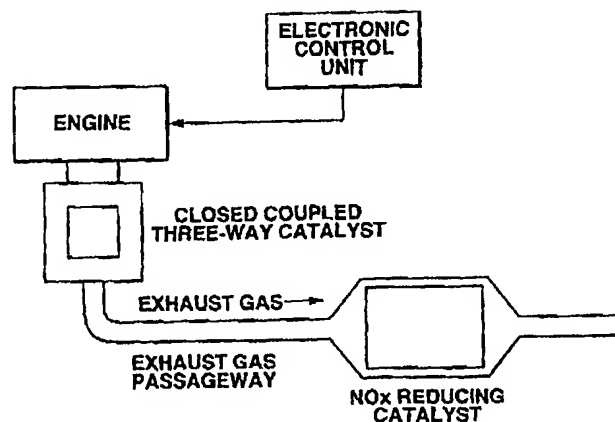 ELECTRONIC
CONTROL
UNIT
ENGINE
CLOSED COUPLED
THREE-WAY CATALYST
EXHAUST GAS
EXHAUST GAS
PASSAGEWAY
NOx REDUCING
CATALYST